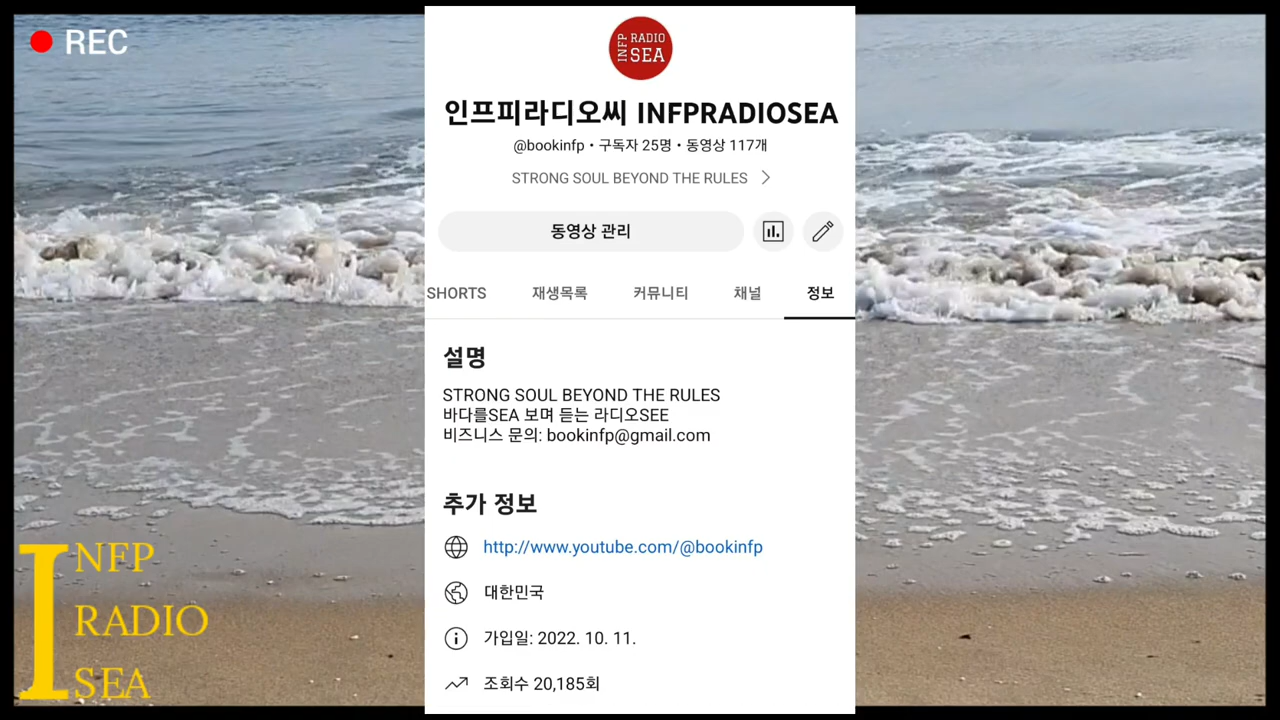 REC
INFP RADIO SEA
인프피라디오씨 INFPRADIOSEA
@bookinfp • 구독자 25명 • 동영상 117개
STRONG SOUL BEYOND THE RULES
동영상 관리
SHORTS 재생목록 커뮤니티 채널 정보
설명
STRONG SOUL BEYOND THE RULES
바다를SEA 보며 듣는 라디오SEE
비즈니스 문의: bookinfp@gmail.com
추가 정보
http://www.youtube.com/@bookinfp
대한민국
가입일: 2022. 10. 11.
조회수 20,185회
INFP
RADIO
SEA